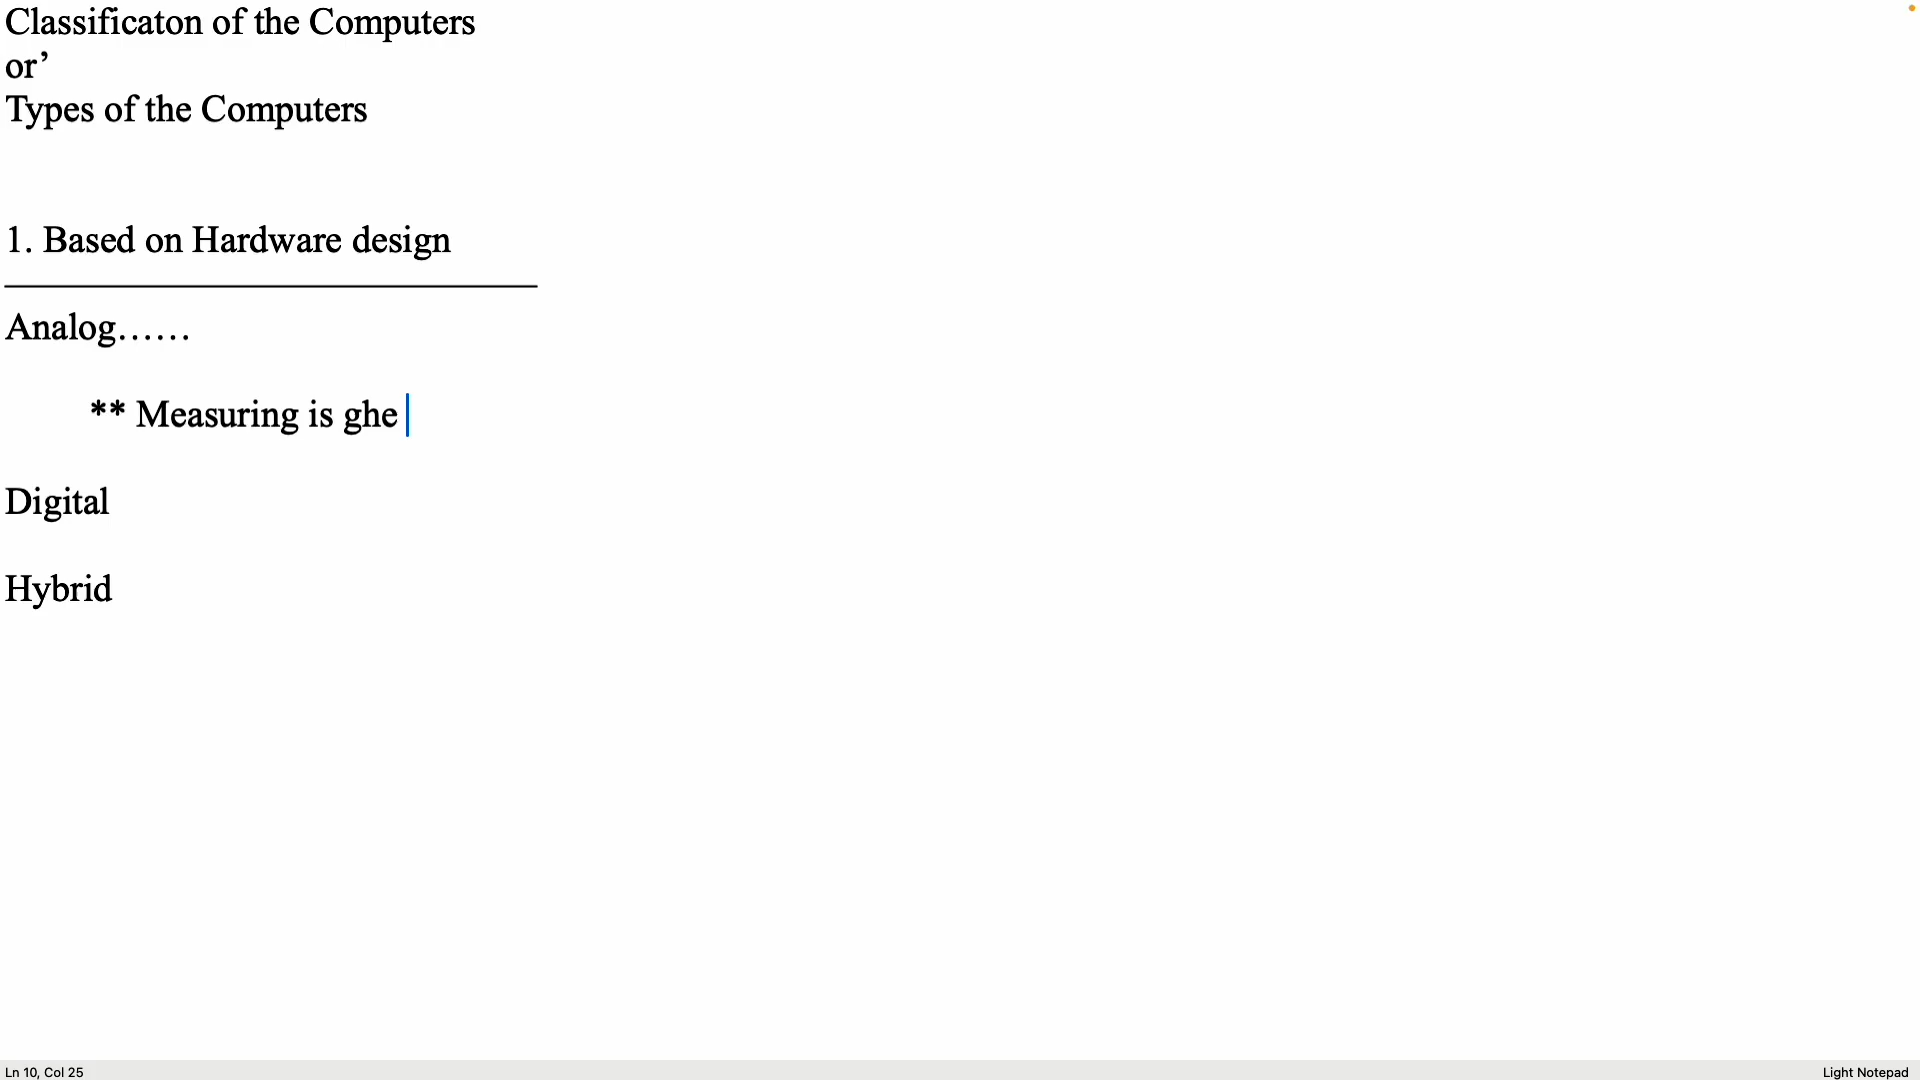 Classificaton of the Computers
or’
Types of the Computers
1. Based on Hardware design
Analog......
** Measuring is ghe
Digital
Hybrid
Ln 10, Col 25
Light Notepad